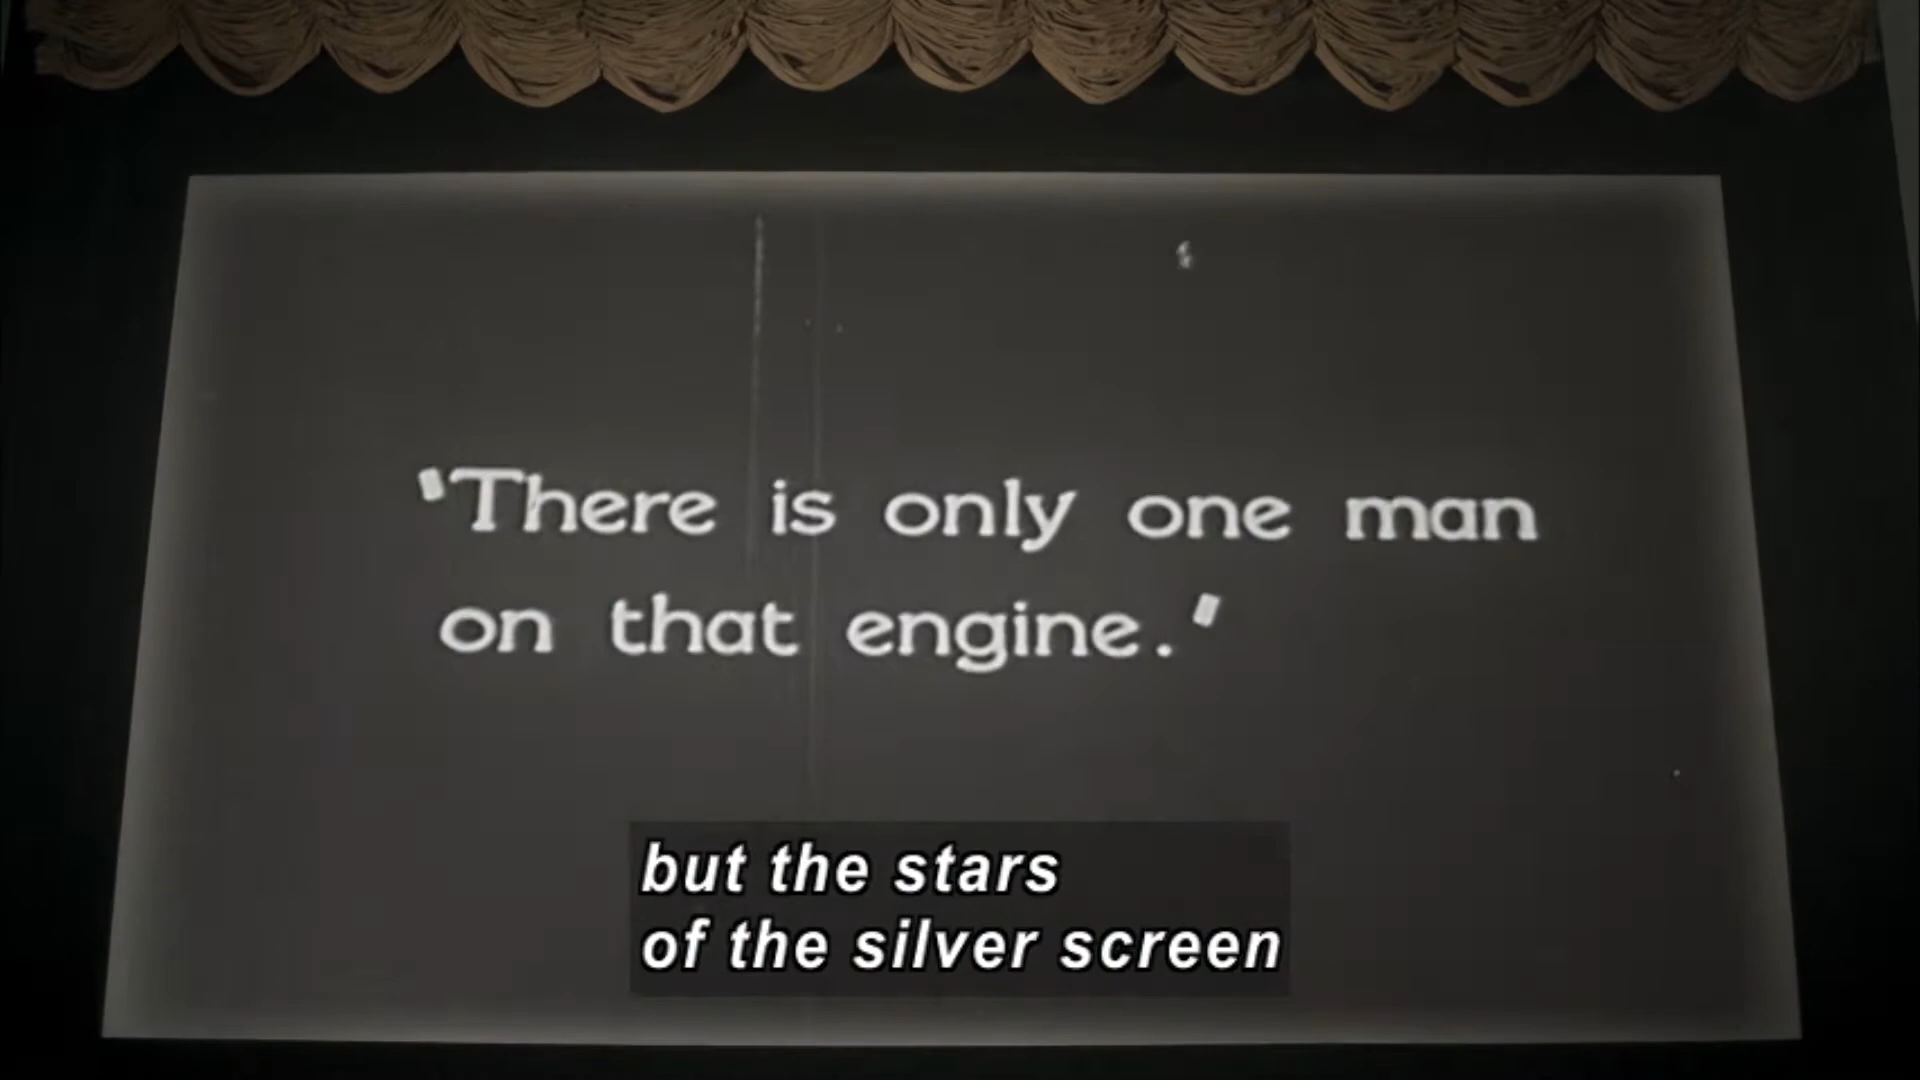 "There is only one man
on that engine."
but the stars
of the silver screen